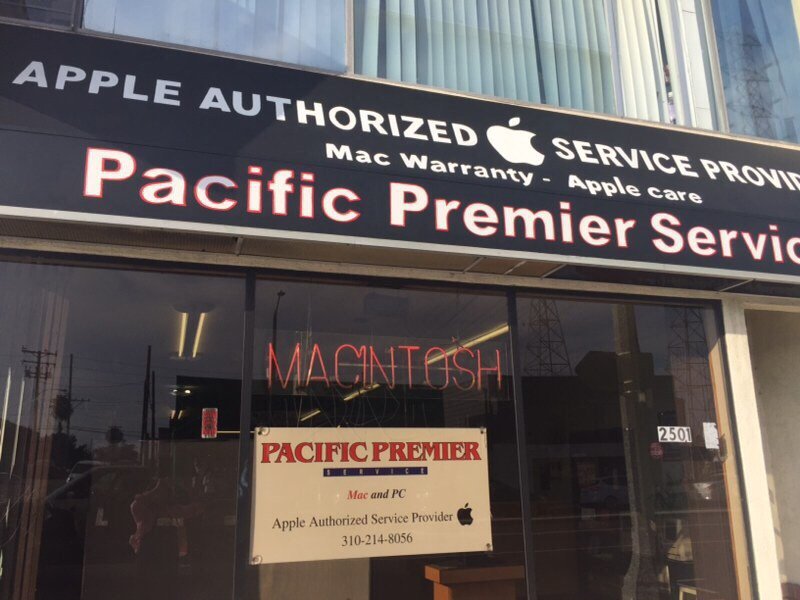 APPLE AUTHORIZED SERVICE PROVI
Mac Warranty - Apple care
Pacific Premier Servic
MACINTOSH
PACIFIC PREMIER
SERVICE
Mac and PC
Apple Authorized Service Provider
310-214-8056
2501